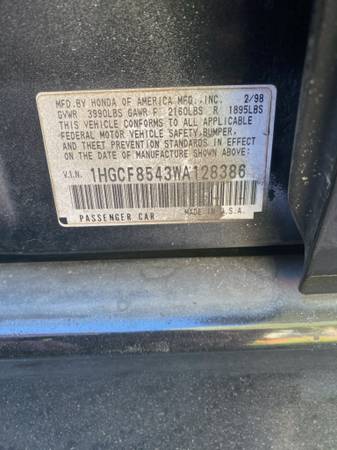 MFD.BY HONDA OF AMERICA MFG.,INC. 2/98
GVWR 3990LBS GAWR F 2160LBS R 1895LBS
THIS VEHICLE CONFORMS TO ALL APPLICABLE
FEDERAL MOTOR VEHICLE SAFETY,BUMPER,
AND THEFT PREVENTION STANDARDS IN EFFECT ON
THE DATE OF MANUFACTURE SHOWN ABOVE:
V.I.N. 1HGCF8543WA128386
PASSENGER CAR MADE IN U.S.A.